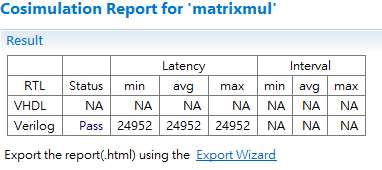 Cosimulation Report for 'matrixmul'
Result
Latency Interval
RTL Status min avg max min avg max
VHDL NA NA NA NA NA NA NA
Verilog Pass 24952 24952 24952 NA NA NA
Export the report(.html) using the Export Wizard